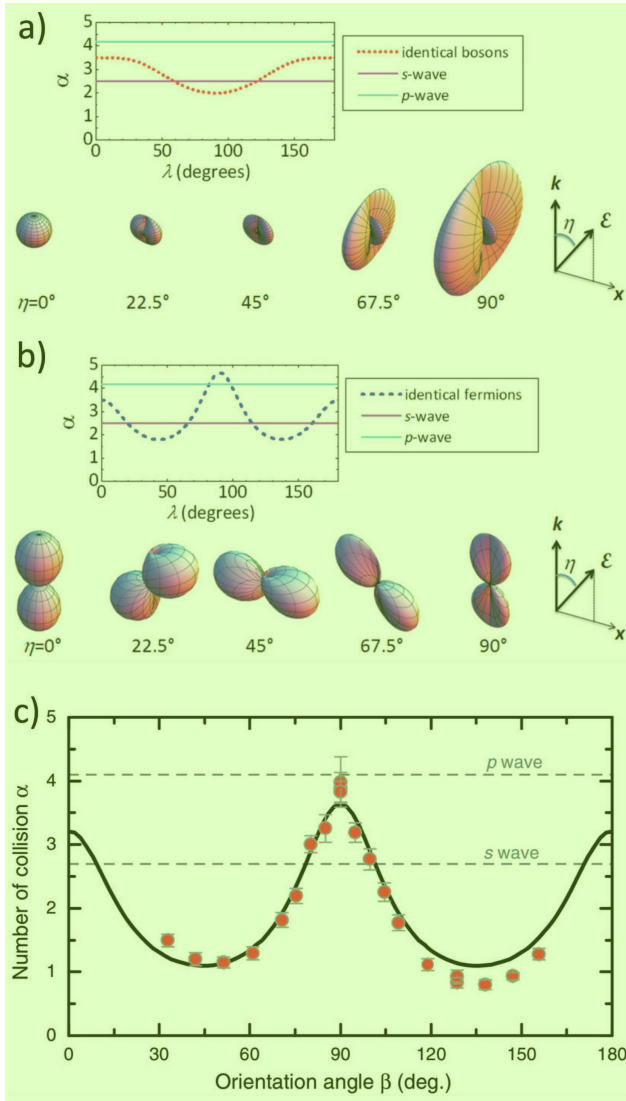 a)
5
4
3
2
1
0
α
0 50 100 150
λ (degrees)
identical bosons
s-wave
p-wave
k
η
ε
x
η=0° 22.5° 45° 67.5° 90°
b)
5
4
3
2
1
0
α
0 50 100 150
λ (degrees)
identical fermions
s-wave
p-wave
k
η
ε
x
η=0° 22.5° 45° 67.5° 90°
c)
5
4
3
2
1
0
Number of collision α
p wave
s wave
0 30 60 90 120 150 180
Orientation angle β (deg.)